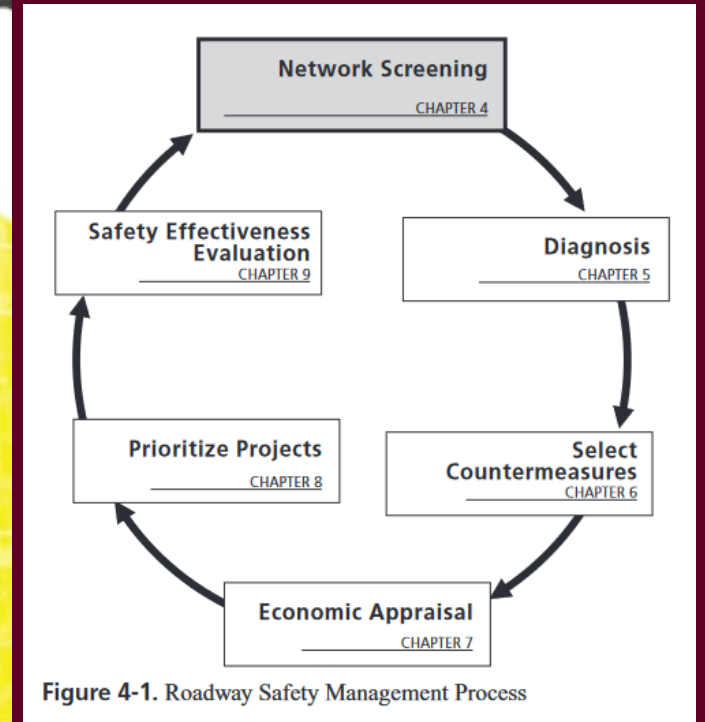 Network Screening
CHAPTER 4
Diagnosis
CHAPTER 5
Select
Countermeasures
CHAPTER 6
Economic Appraisal
CHAPTER 7
Prioritize Projects
CHAPTER 8
Safety Effectiveness
Evaluation
CHAPTER 9
Figure 4-1. Roadway Safety Management Process